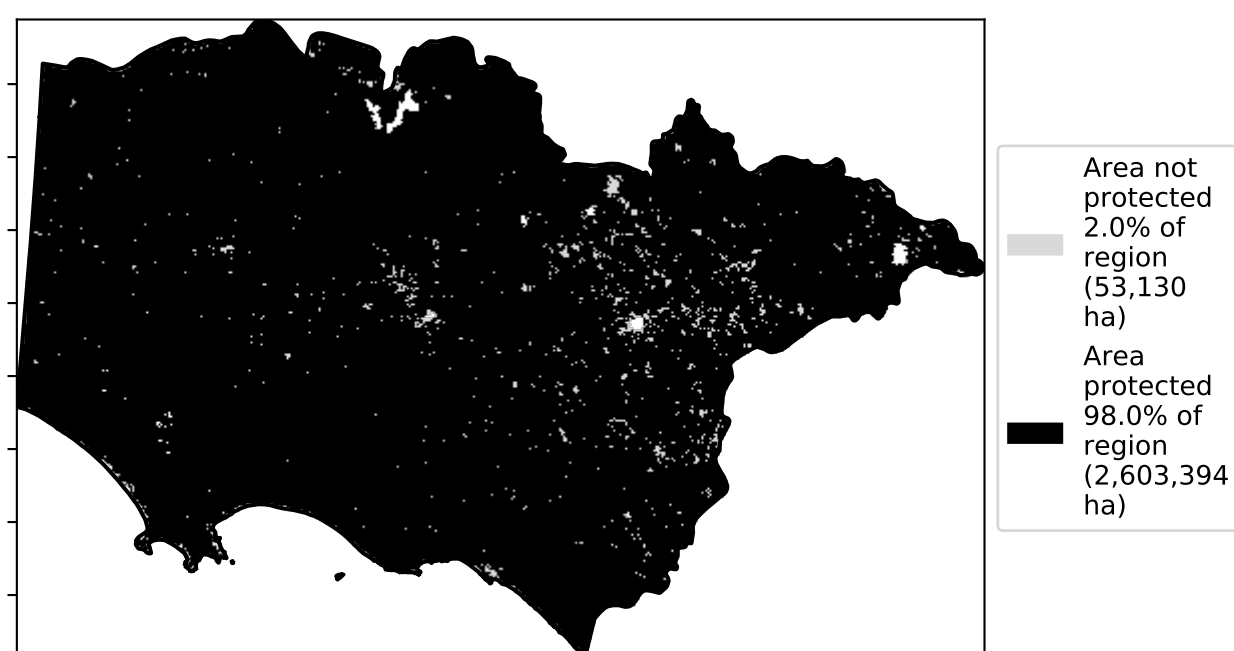 Area not
protected
2.0% of
region
(53,130
ha)
Area
protected
98.0% of
region
(2,603,394
ha)